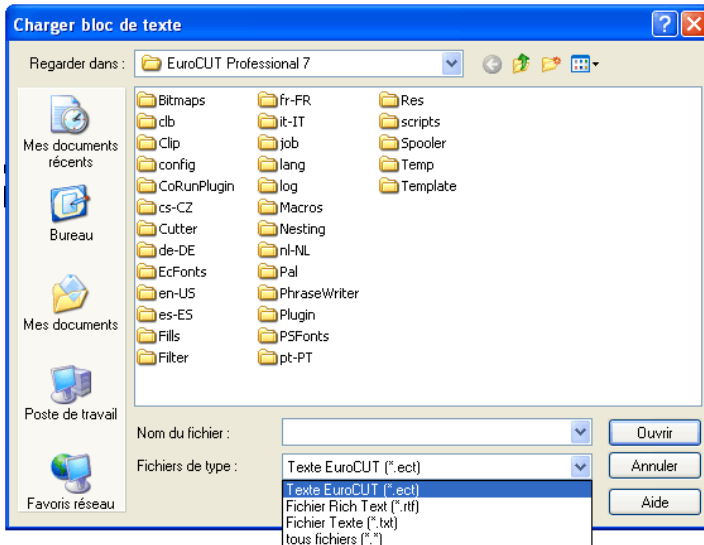 Charger bloc de texte
Regarder dans :
EuroCUT Professional 7
Mes documents
récents
Bureau
Mes documents
Poste de travail
Favoris réseau
Bitmaps
clb
Clip
config
CoRunPlugin
cs-CZ
Cutter
de-DE
EcFonts
en-US
es-ES
Fills
Filter
fr-FR
it-IT
job
lang
log
Macros
Nesting
nl-NL
Pal
PhraseWriter
Plugin
PSFonts
pt-PT
Res
scripts
Spooler
Temp
Template
Nom du fichier :
Ouvrir
Fichiers de type :
Texte EuroCUT (*.ect)
Annuler
Texte EuroCUT (*.ect)
Fichier Rich Text (*.rtf)
Fichier Texte (*.txt)
tous fichiers (*.*)
Aide